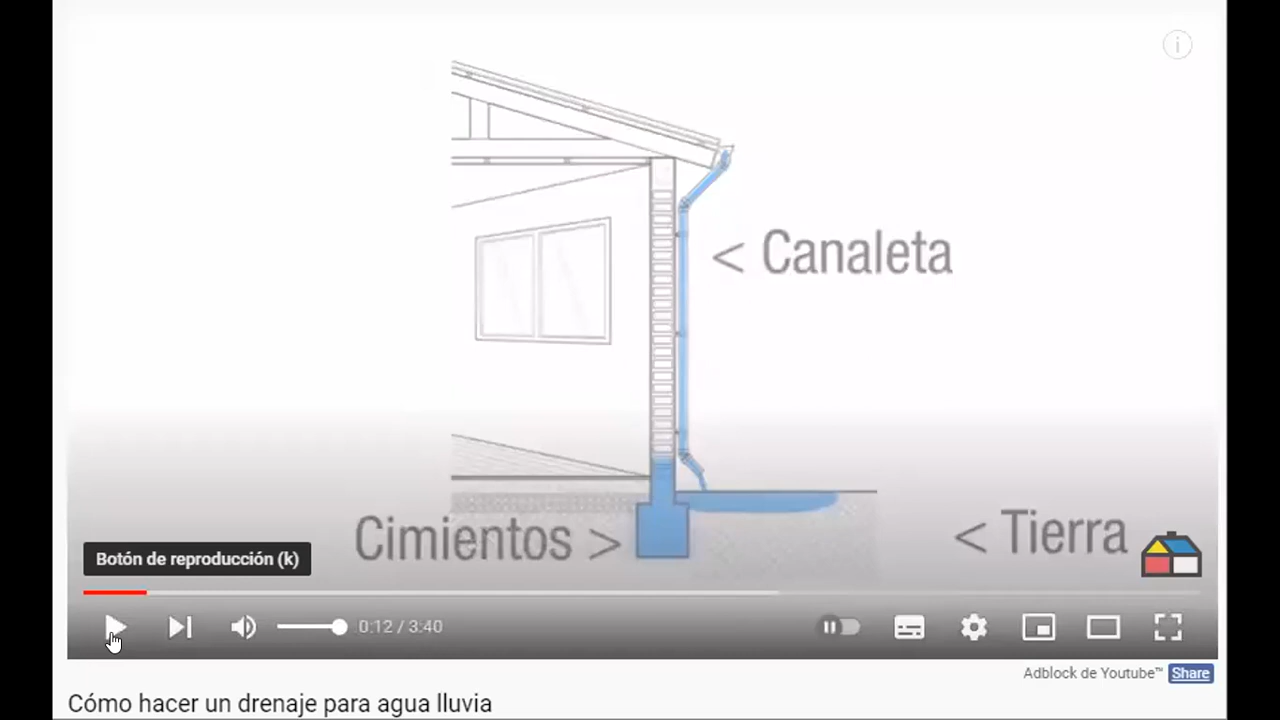 < Canaleta
Cimientos >
< Tierra
Botón de reproducción (k)
0:12 / 3:40
Adblock de Youtube™ Share
Cómo hacer un drenaje para agua lluvia